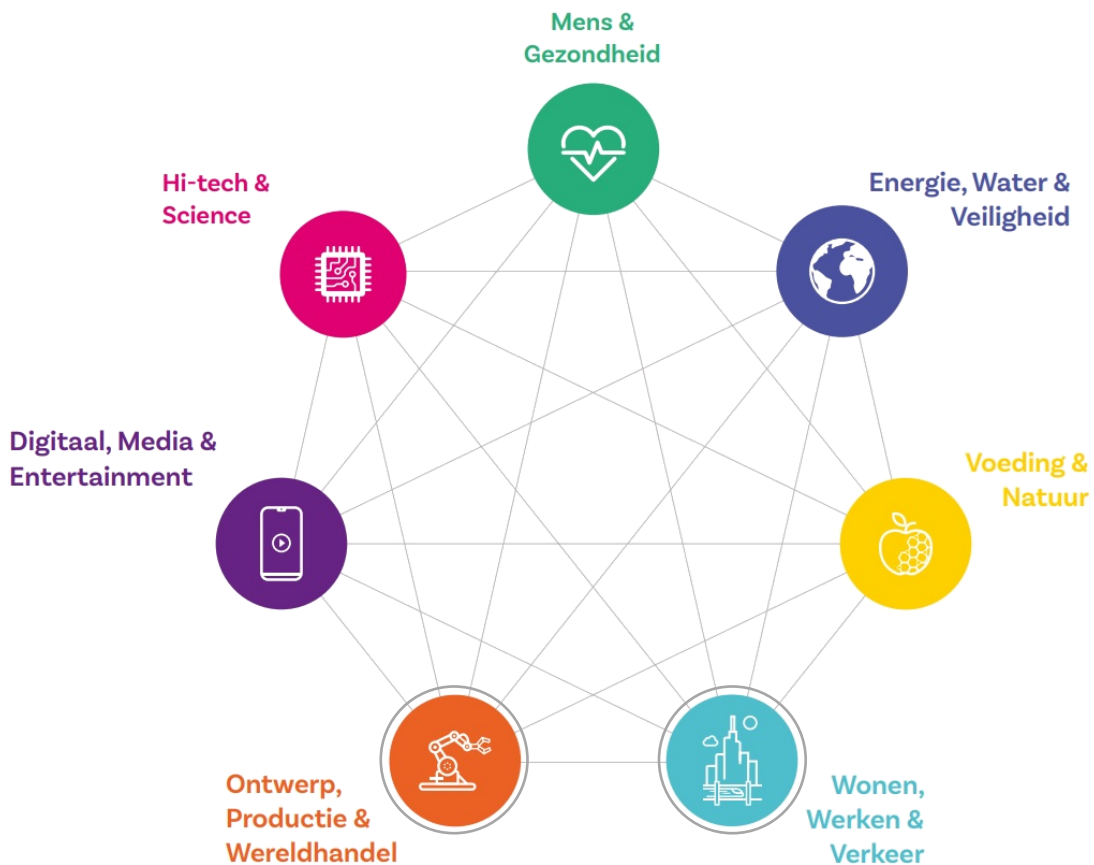 Mens &
Gezondheid
Hi-tech &
Science
Energie, Water &
Veiligheid
Digitaal, Media &
Entertainment
Voeding &
Natuur
Ontwerp,
Productie &
Wereldhandel
Wonen,
Werken &
Verkeer